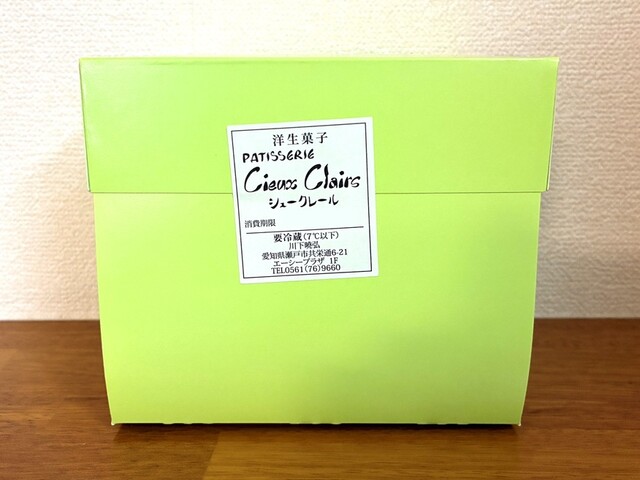 洋生菓子
PATISSERIE
Cieux Clairs
シュークレール
消費期限
要冷蔵(7℃以下)
川下曉弘
愛知県瀬戸市共栄通6-21
エーシープラザ 1F
TEL0561(76)9660